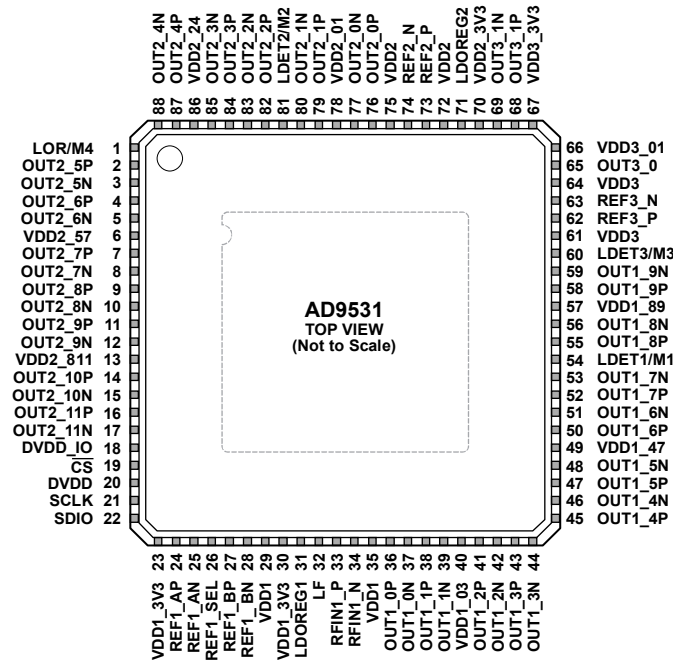 OUT2_4N
OUT2_4P
VDD2_24
OUT2_3N
OUT2_3P
OUT2_2N
OUT2_2P
LDET2/M2
OUT2_1N
OUT2_1P
VDD2_01
OUT2_0N
OUT2_0P
VDD2
REF2_N
REF2_P
VDD2
LDOREG2
VDD2_3V3
OUT3_1N
OUT3_1P
VDD3_3V3
88
87
86
85
84
83
82
81
80
79
78
77
76
75
74
73
72
71
70
69
68
67
LOR/M4 1
OUT2_5P 2
OUT2_5N 3
OUT2_6P 4
OUT2_6N 5
VDD2_57 6
OUT2_7P 7
OUT2_7N 8
OUT2_8P 9
OUT2_8N 10
OUT2_9P 11
OUT2_9N 12
VDD2_811 13
OUT2_10P 14
OUT2_10N 15
OUT2_11P 16
OUT2_11N 17
DVDD_IO 18
CS 19
DVDD 20
SCLK 21
SDIO 22
AD9531
TOP VIEW
(Not to Scale)
66 VDD3_01
65 OUT3_0
64 VDD3
63 REF3_N
62 REF3_P
61 VDD3
60 LDET3/M3
59 OUT1_9N
58 OUT1_9P
57 VDD1_89
56 OUT1_8N
55 OUT1_8P
54 LDET1/M1
53 OUT1_7N
52 OUT1_7P
51 OUT1_6N
50 OUT1_6P
49 VDD1_47
48 OUT1_5N
47 OUT1_5P
46 OUT1_4N
45 OUT1_4P
23
24
25
26
27
28
29
30
31
32
33
34
35
36
37
38
39
40
41
42
43
44
VDD1_3V3
REF1_AP
REF1_AN
REF1_SEL
REF1_BP
REF1_BN
VDD1
VDD1_3V3
LDOREG1
LF
RFIN1_P
RFIN1_N
VDD1
OUT1_0P
OUT1_0N
OUT1_1P
OUT1_1N
VDD1_03
OUT1_2P
OUT1_2N
OUT1_3P
OUT1_3N